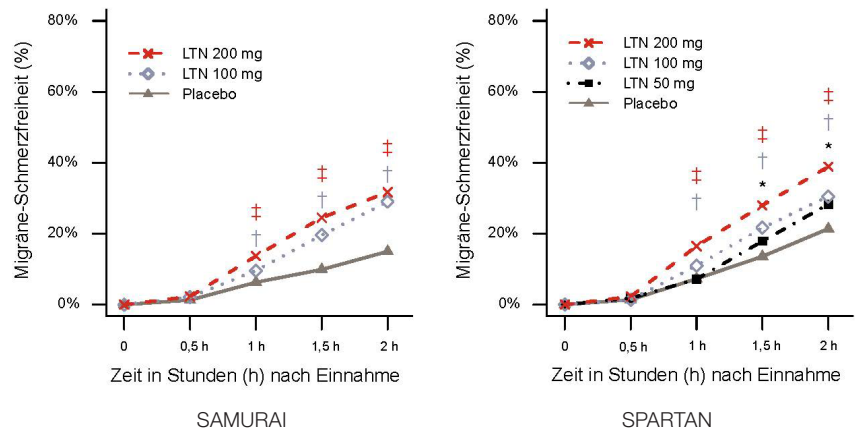 80%
60%
40%
20%
0%
Migräne-Schmerzfreiheit (%)
LTN 200 mg
LTN 100 mg
Placebo
‡ ‡ ‡
† † †
0 0,5 h 1 h 1,5 h 2 h
Zeit in Stunden (h) nach Einnahme
SAMURAI
80%
60%
40%
20%
0%
Migräne-Schmerzfreiheit (%)
LTN 200 mg
LTN 100 mg
LTN 50 mg
Placebo
‡ ‡ ‡
† † †
* *
0 0,5 h 1 h 1,5 h 2 h
Zeit in Stunden (h) nach Einnahme
SPARTAN